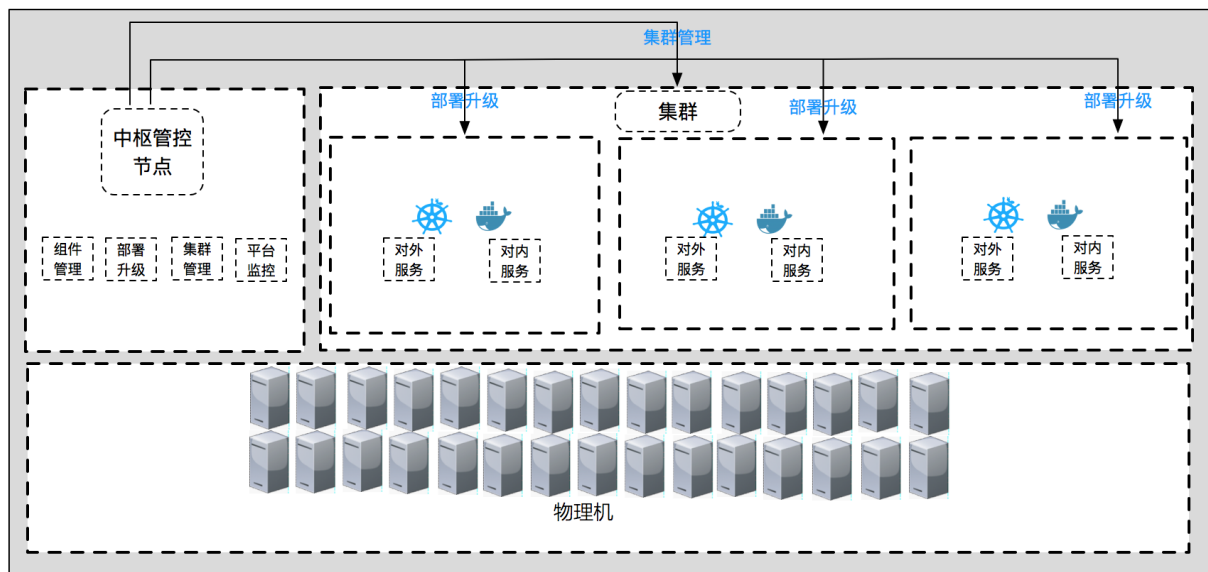 集群管理
部署升级
部署升级
部署升级
中枢管控
节点
集群
组件
管理
部署
升级
集群
管理
平台
监控
对外
服务
对内
服务
对外
服务
对内
服务
对外
服务
对内
服务
物理机